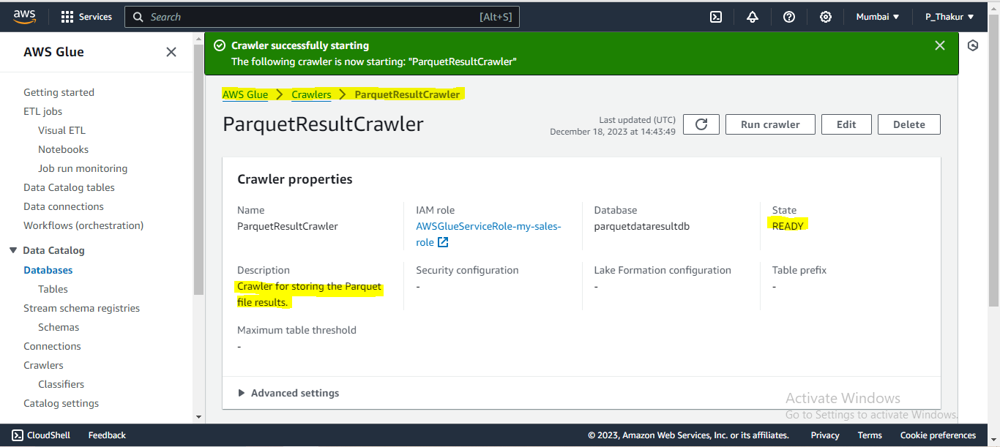 aws
Services
Search
[Alt+S]
Mumbai
P_Thakur
AWS Glue
Getting started
ETL jobs
Visual ETL
Notebooks
Job run monitoring
Data Catalog tables
Data connections
Workflows (orchestration)
Data Catalog
Databases
Tables
Stream schema registries
Schemas
Connections
Crawlers
Classifiers
Catalog settings
Crawler successfully starting
The following crawler is now starting: "ParquetResultCrawler"
AWS Glue > Crawlers > ParquetResultCrawler
ParquetResultCrawler
Last updated (UTC)
December 18, 2023 at 14:43:49
Run crawler
Edit
Delete
Crawler properties
Name
ParquetResultCrawler
IAM role
AWSGlueServiceRole-my-sales-
role
Database
parquetdataresultdb
State
READY
Description
Crawler for storing the Parquet
file results.
Security configuration
-
Lake Formation configuration
-
Table prefix
-
Maximum table threshold
-
Advanced settings
Activate Windows
Go to Settings to activate Windows.
CloudShell
Feedback
© 2023, Amazon Web Services, Inc. or its affiliates.
Privacy
Terms
Cookie preferences